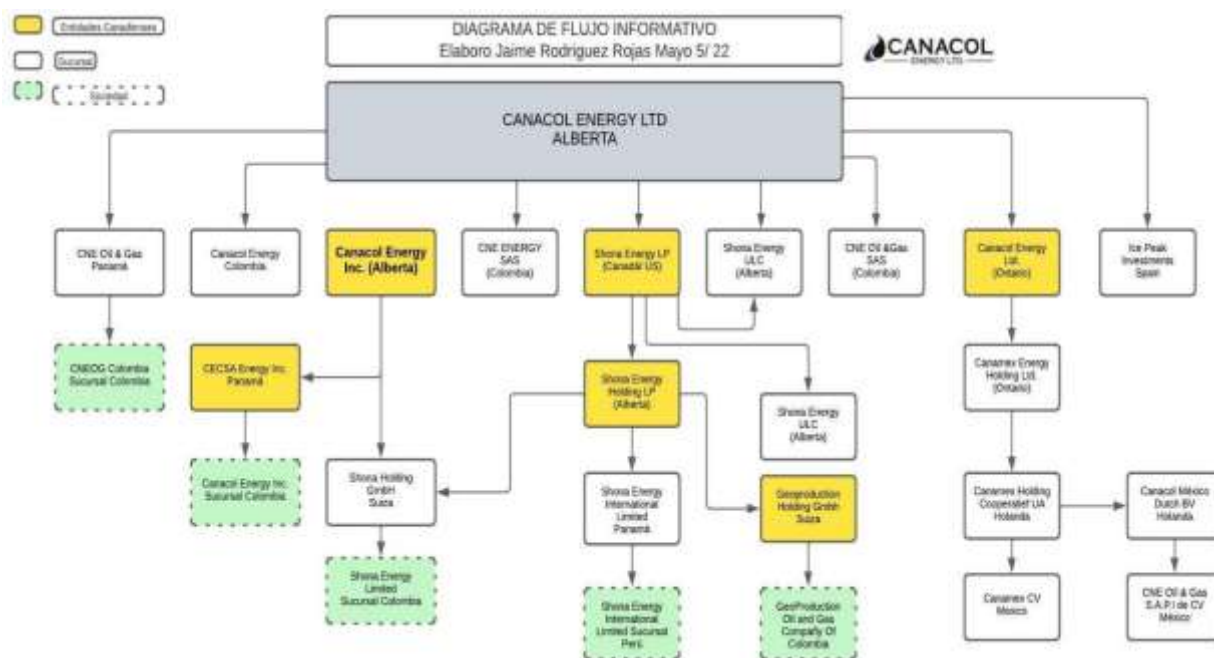 Entidades Canadienses
DIAGRAMA DE FLUJO INFORMATIVO
Elaboro Jaime Rodriguez Rojas Mayo 5/ 22
CANACOL
ENERGY LTD.
Sucursal
Sociedad
CANACOL ENERGY LTD
ALBERTA
CNE Oil & Gas
Panamá
Canacol Energy
Colombia
Canacol Energy
Inc. (Alberta)
CNE ENERGY
SAS
(Colombia)
Shona Energy LP
(Canadá/ US)
Shona Energy
ULC
(Alberta)
CNE Oil &Gas
SAS
(Colombia)
Canacol Energy
Ltd.
(Ontario)
Ice Peak
Investments
Spain
CNEOG Colombia
Sucursal Colombia
CECSA Energy Inc.
Panamá
Shona Energy
Holding LP
(Alberta)
Shona Energy
ULC
(Alberta)
Canamex Energy
Holding Ltd.
(Ontario)
Canacol Energy Inc.
Sucursal Colombia
Shona Holding
GmbH
Suiza
Shona Energy
International
Limited
Panamá
Geoproduction
Holding Gmbh
Suiza
Canamex Holding
Cooperatief UA
Holanda
Canacol México
Dutch BV
Holanda
Shona Energy
Limited
Sucursal Colombia
Shona Energy
International
Limited Sucursal
Perú
GeoProduction
Oil and Gas
Compañy Of
Colombia
Canamex CV
México
CNE Oil & Gas
S.A.P.I de CV
México